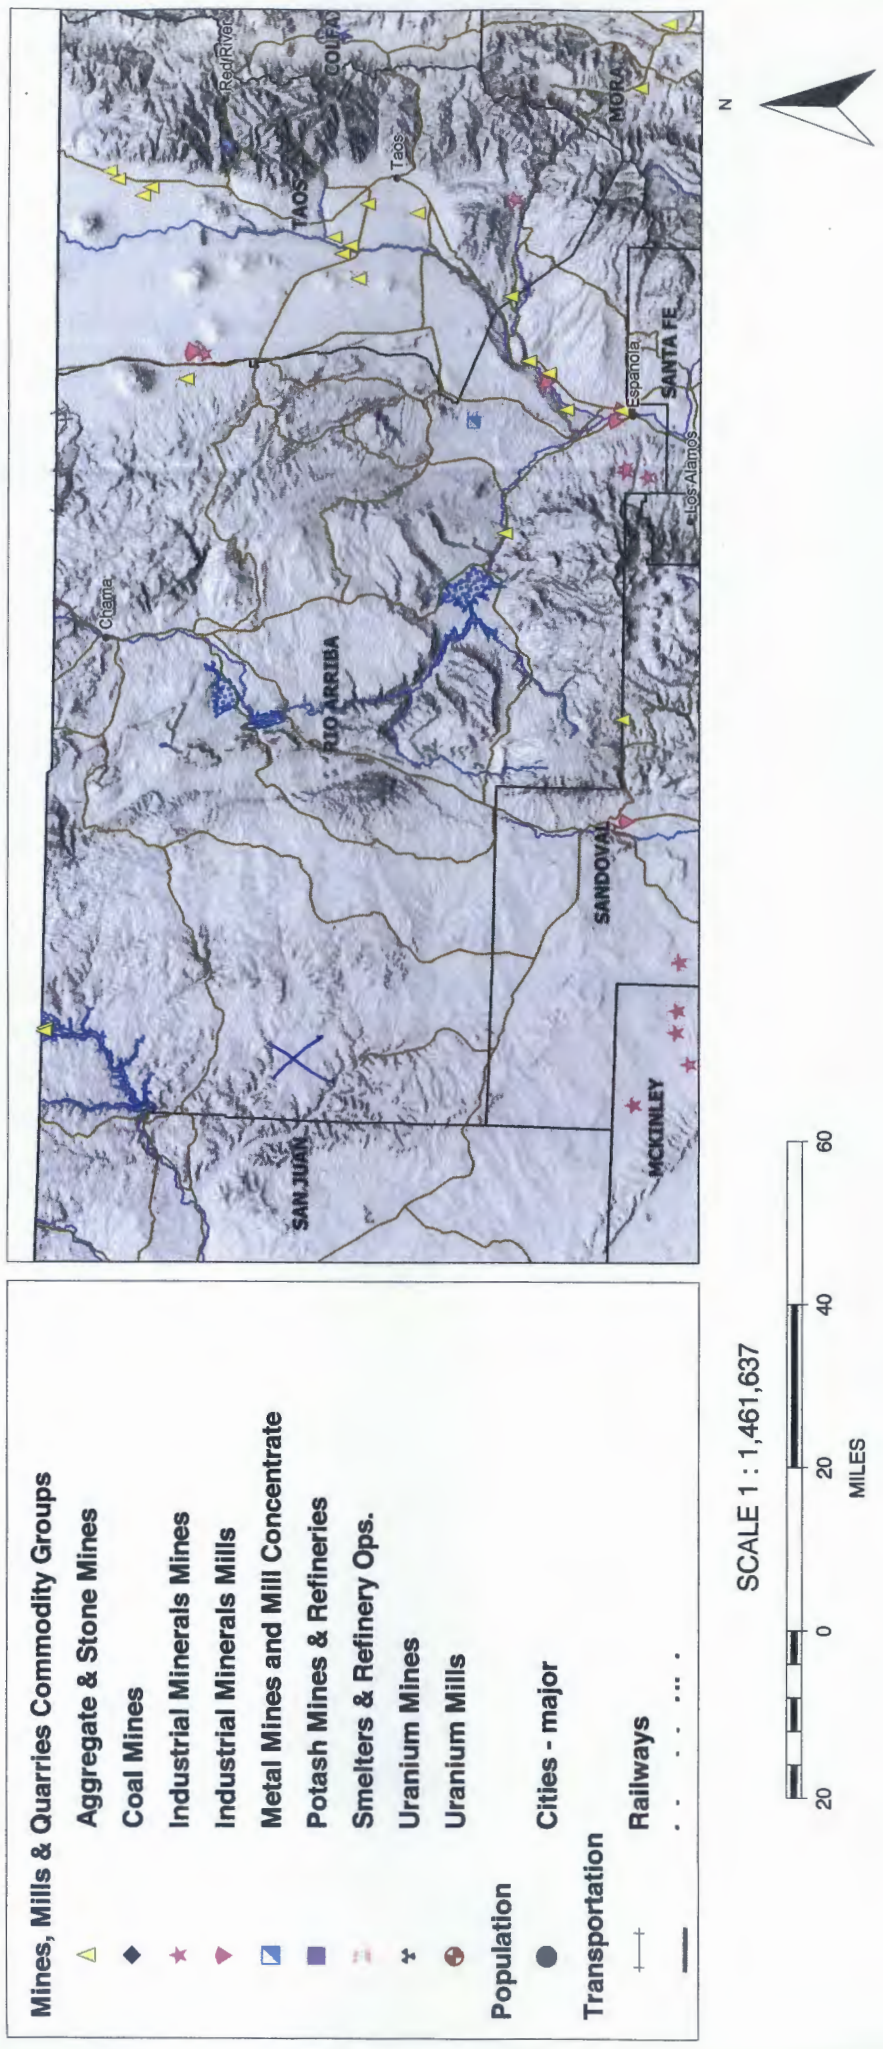 Mines, Mills & Quarries Commodity Groups
Aggregate & Stone Mines
Coal Mines
Industrial Minerals Mines
Industrial Minerals Mills
Metal Mines and Mill Concentrate
Potash Mines & Refineries
Smelters & Refinery Ops.
Uranium Mines
Uranium Mills
Population
Cities - major
Transportation
Railways
SAN JUAN
MCKINLEY
SANDOVAL
RIO ARRIBA
Chama
Los Alamos
Espanola
SANTA FE
TAOS
Taos
Red River
COLFAX
MORA
N
SCALE 1 : 1,461,637
20 0 20 40 60
MILES